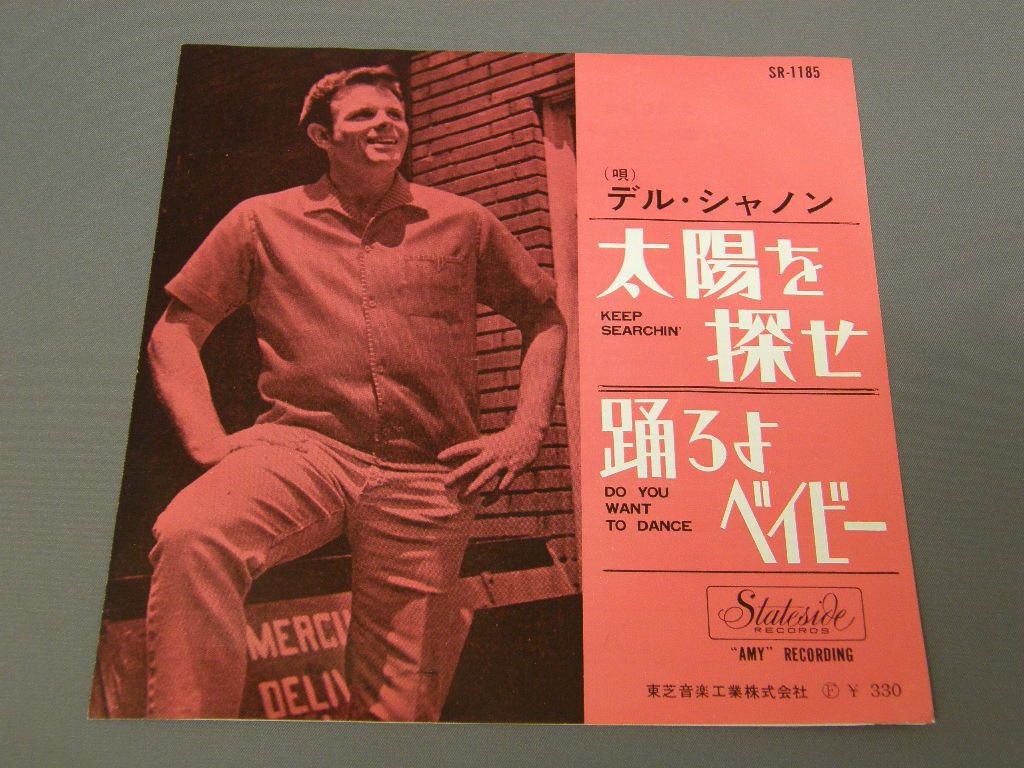 SR-1185
(唄)
デル・シャノン
太陽を
KEEP
SEARCHIN'
探せ
踊ろよ
DO YOU
WANT
TO DANCE
ベイビー
Stateside
RECORDS
"AMY" RECORDING
東芝音楽工業株式会社 Ⓕ ¥ 330
MERCH
DELIV